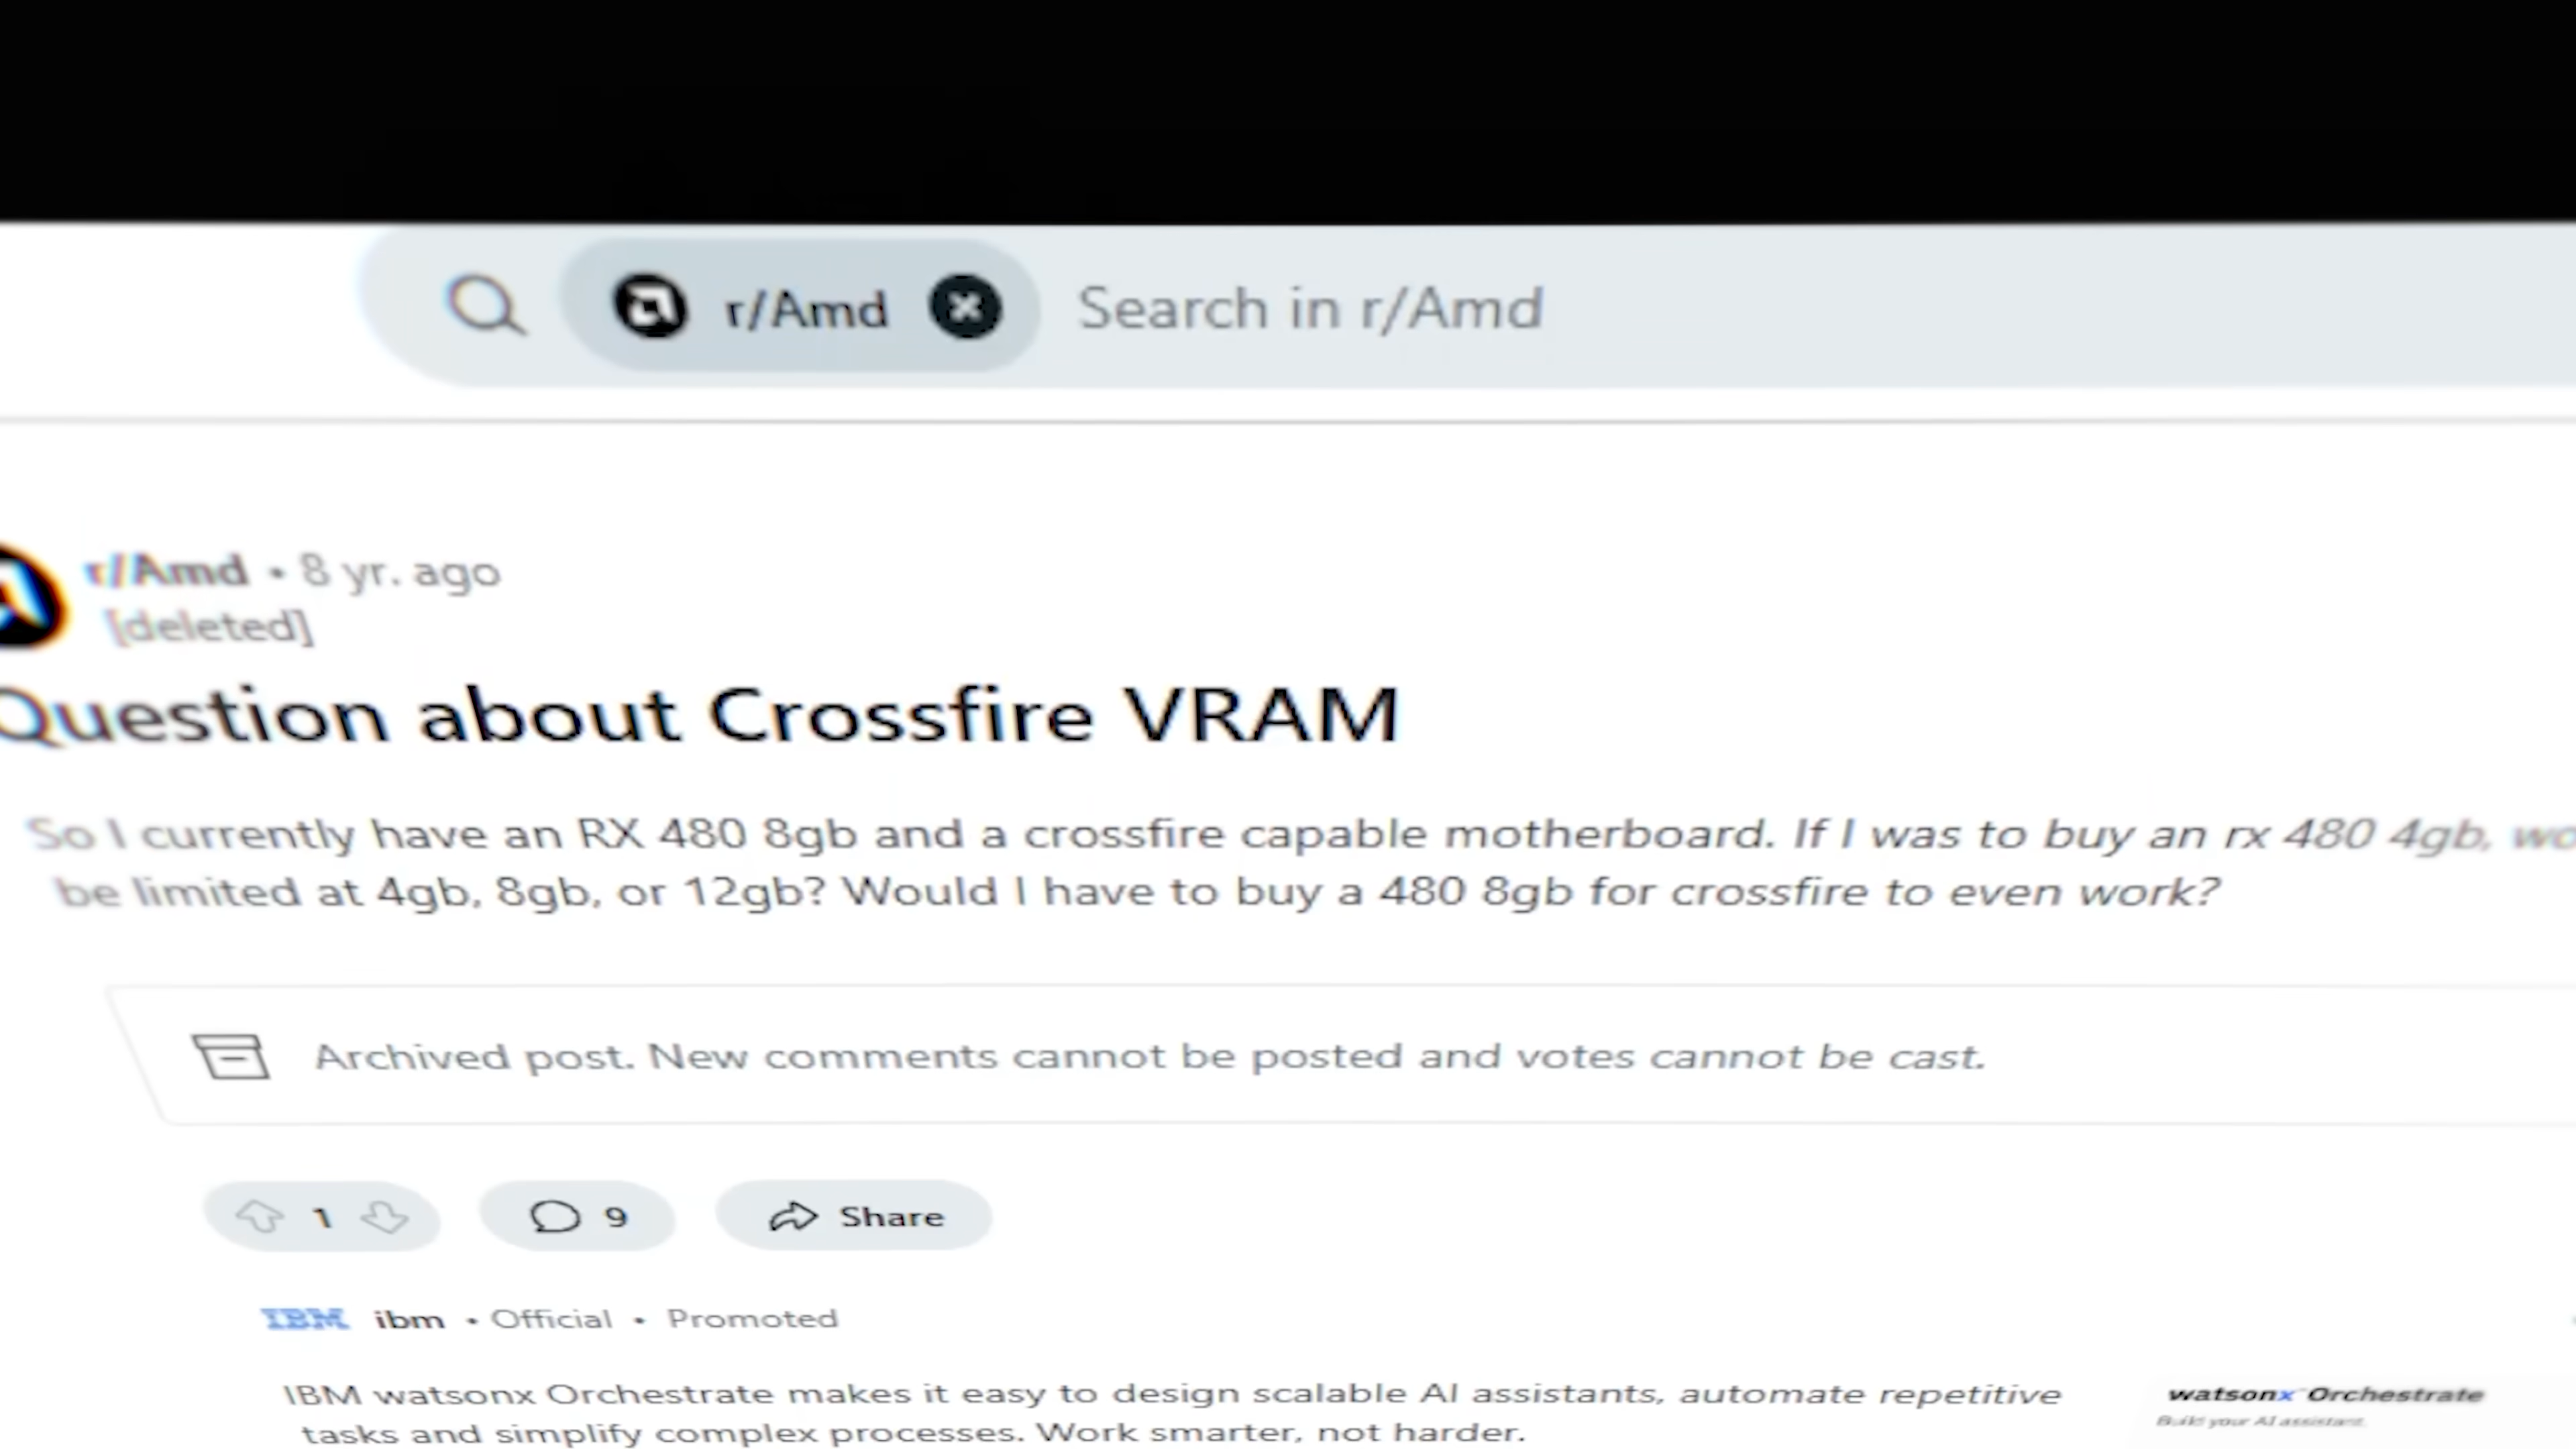 r/Amd Search in r/Amd
r/Amd • 8 yr. ago
[deleted]
Question about Crossfire VRAM
So I currently have an RX 480 8gb and a crossfire capable motherboard. If I was to buy an rx 480 4gb,
be limited at 4gb, 8gb, or 12gb? Would I have to buy a 480 8gb for crossfire to even work?
Archived post. New comments cannot be posted and votes cannot be cast.
1 9 Share
IBM ibm • Official • Promoted
IBM watsonx Orchestrate makes it easy to design scalable AI assistants, automate repetitive
tasks and simplify complex processes. Work smarter, not harder.
watsonx Orchestrate
Build your AI assistant.